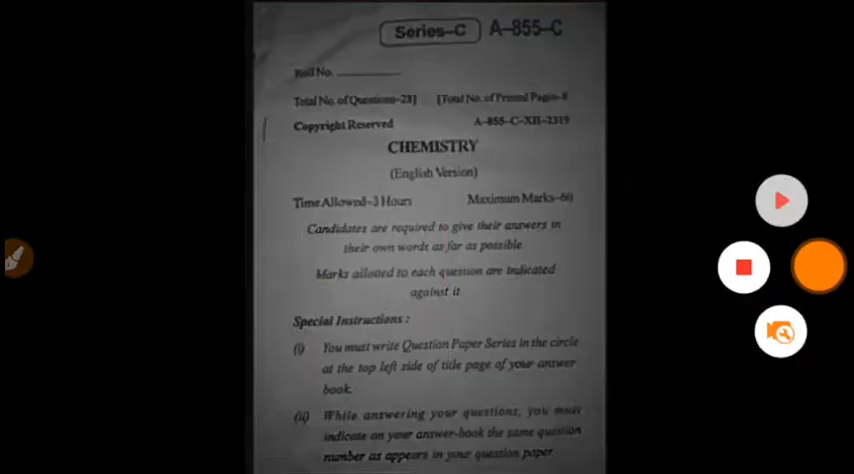 Series-C A-855-C
Roll No.
Total No. of Questions-28] [Total No. of Printed Pages-8
Copyright Reserved A-855-C-XII-2319
CHEMISTRY
(English Version)
Time Allowed-3 Hours Maximum Marks-60
Candidates are required to give their answers in
their own words as far as possible
Marks allotted to each question are indicated
against it
Special Instructions :
(i) You must write Question Paper Series in the circle
at the top left side of title page of your answer-
book.
(ii) While answering your questions, you must
indicate on your answer-book the same question
number as appears in your question paper